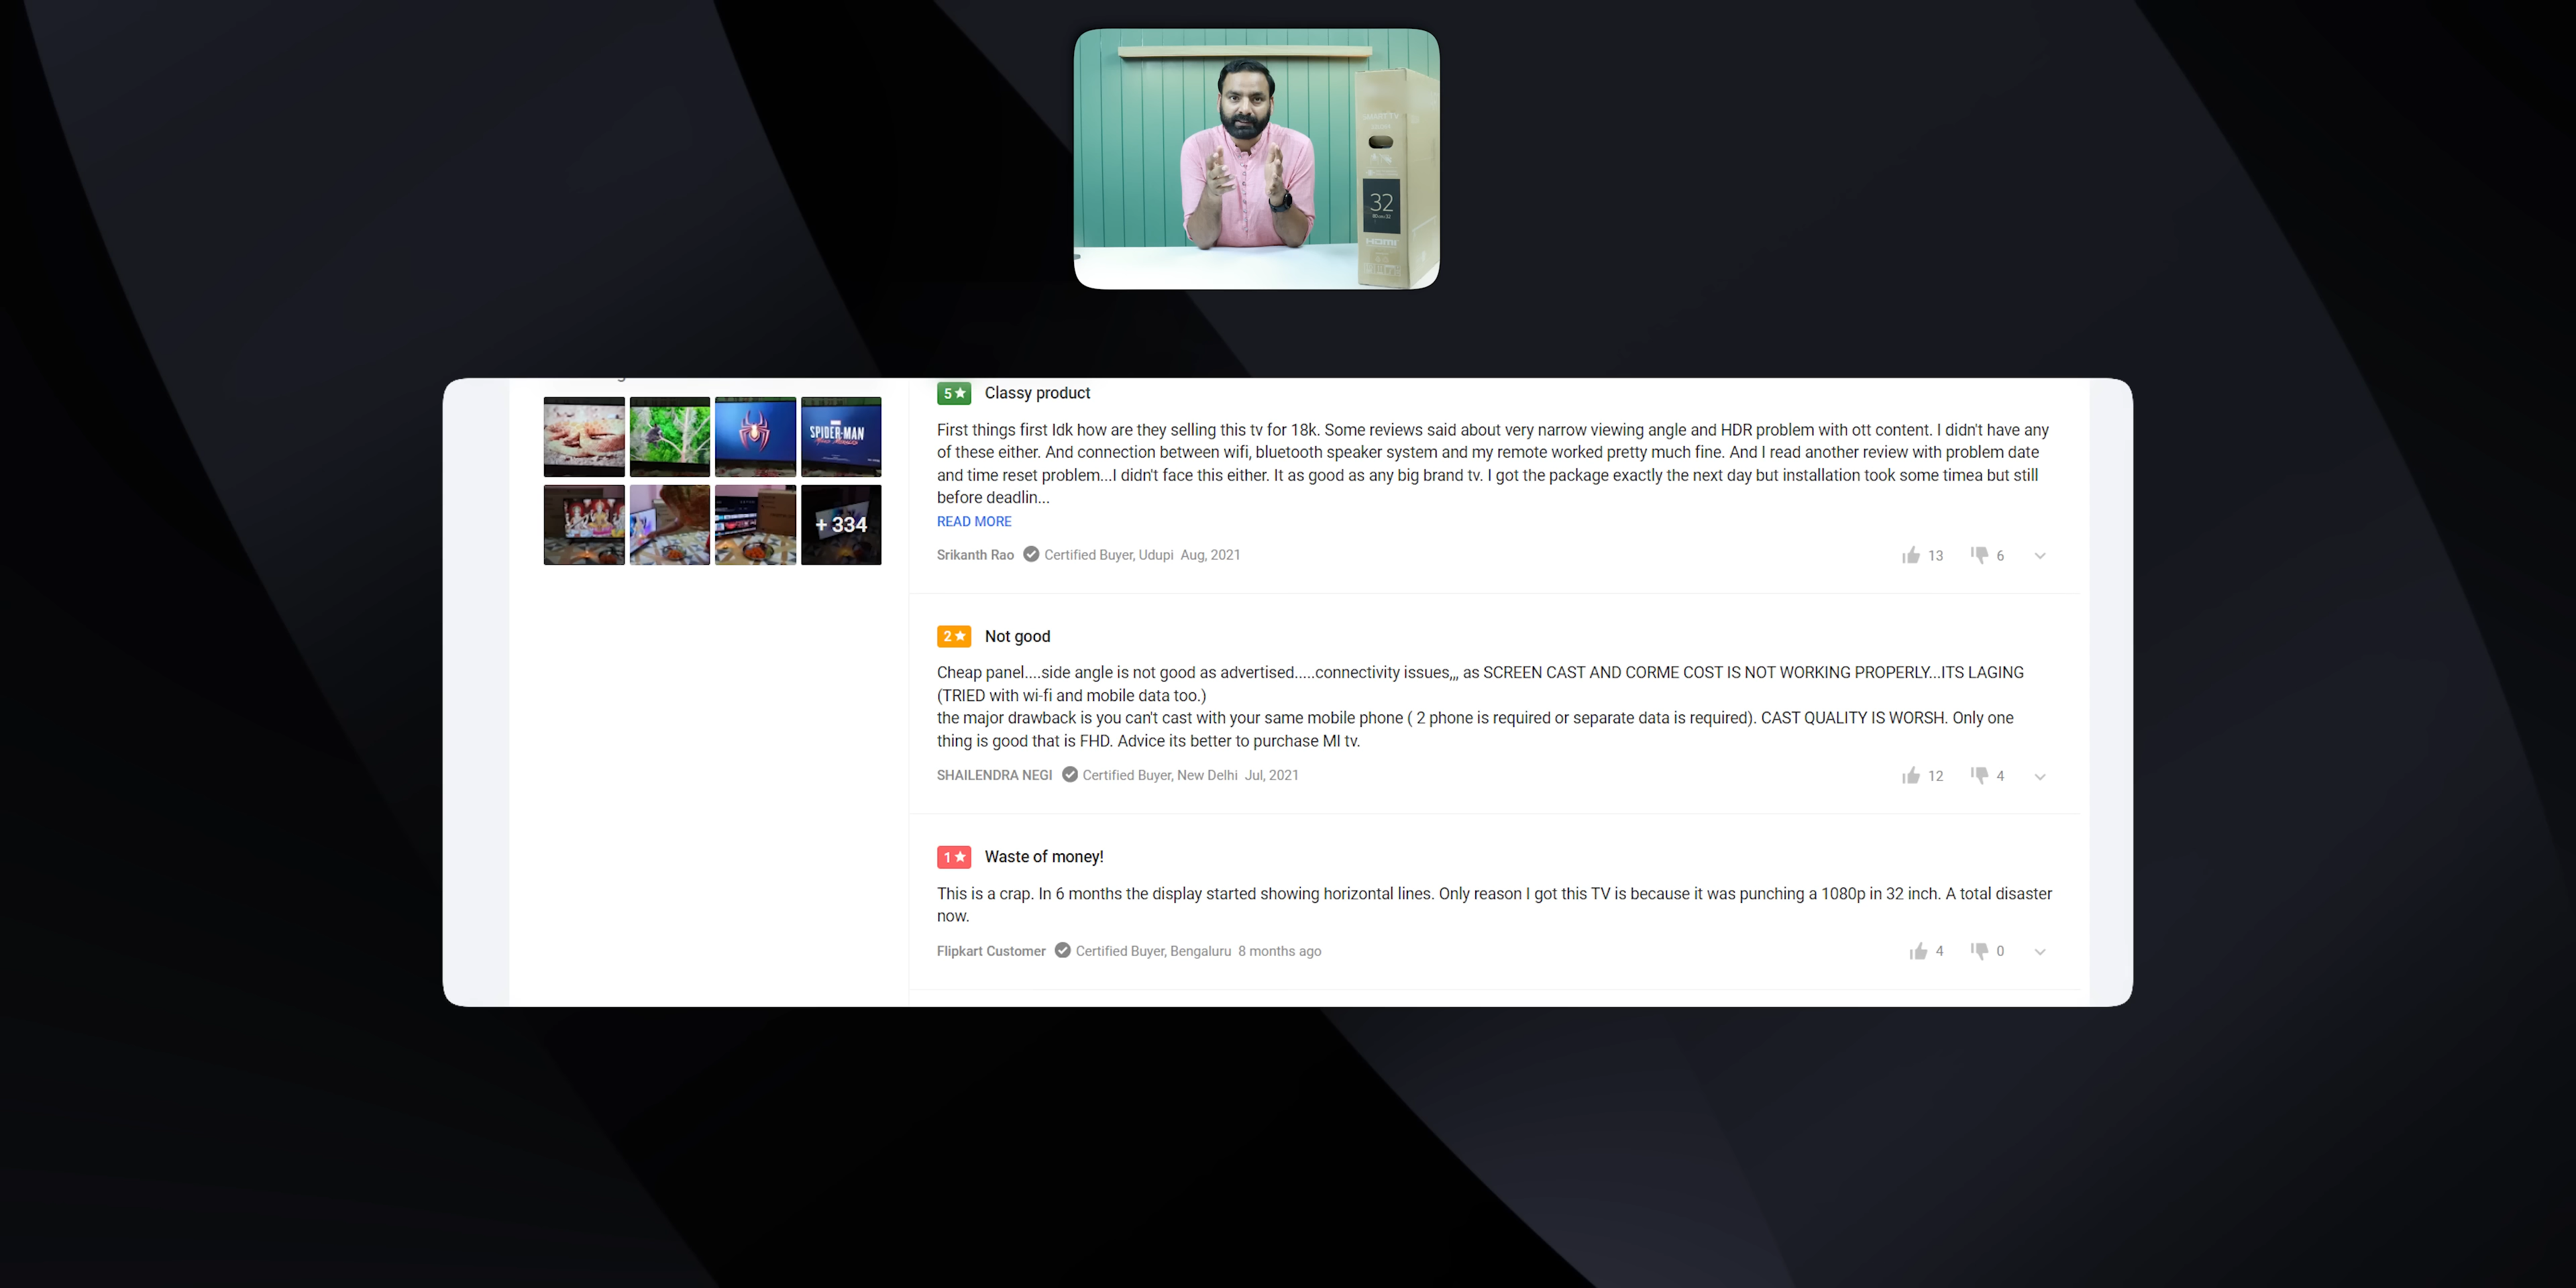 SMART TV
32
HDMI
SPIDER-MAN
+ 334
5★ Classy product
First things first Idk how are they selling this tv for 18k. Some reviews said about very narrow viewing angle and HDR problem with ott content. I didn't have any
of these either. And connection between wifi, bluetooth speaker system and my remote worked pretty much fine. And I read another review with problem date
and time reset problem...I didn't face this either. It as good as any big brand tv. I got the package exactly the next day but installation took some timea but still
before deadlin...
READ MORE
Srikanth Rao Certified Buyer, Udupi Aug, 2021 13 6
2★ Not good
Cheap panel....side angle is not good as advertised.....connectivity issues,,, as SCREEN CAST AND CORME COST IS NOT WORKING PROPERLY...ITS LAGING
(TRIED with wi-fi and mobile data too.)
the major drawback is you can't cast with your same mobile phone ( 2 phone is required or separate data is required). CAST QUALITY IS WORSH. Only one
thing is good that is FHD. Advice its better to purchase MI tv.
SHAILENDRA NEGI Certified Buyer, New Delhi Jul, 2021 12 4
1★ Waste of money!
This is a crap. In 6 months the display started showing horizontal lines. Only reason I got this TV is because it was punching a 1080p in 32 inch. A total disaster
now.
Flipkart Customer Certified Buyer, Bengaluru 8 months ago 4 0